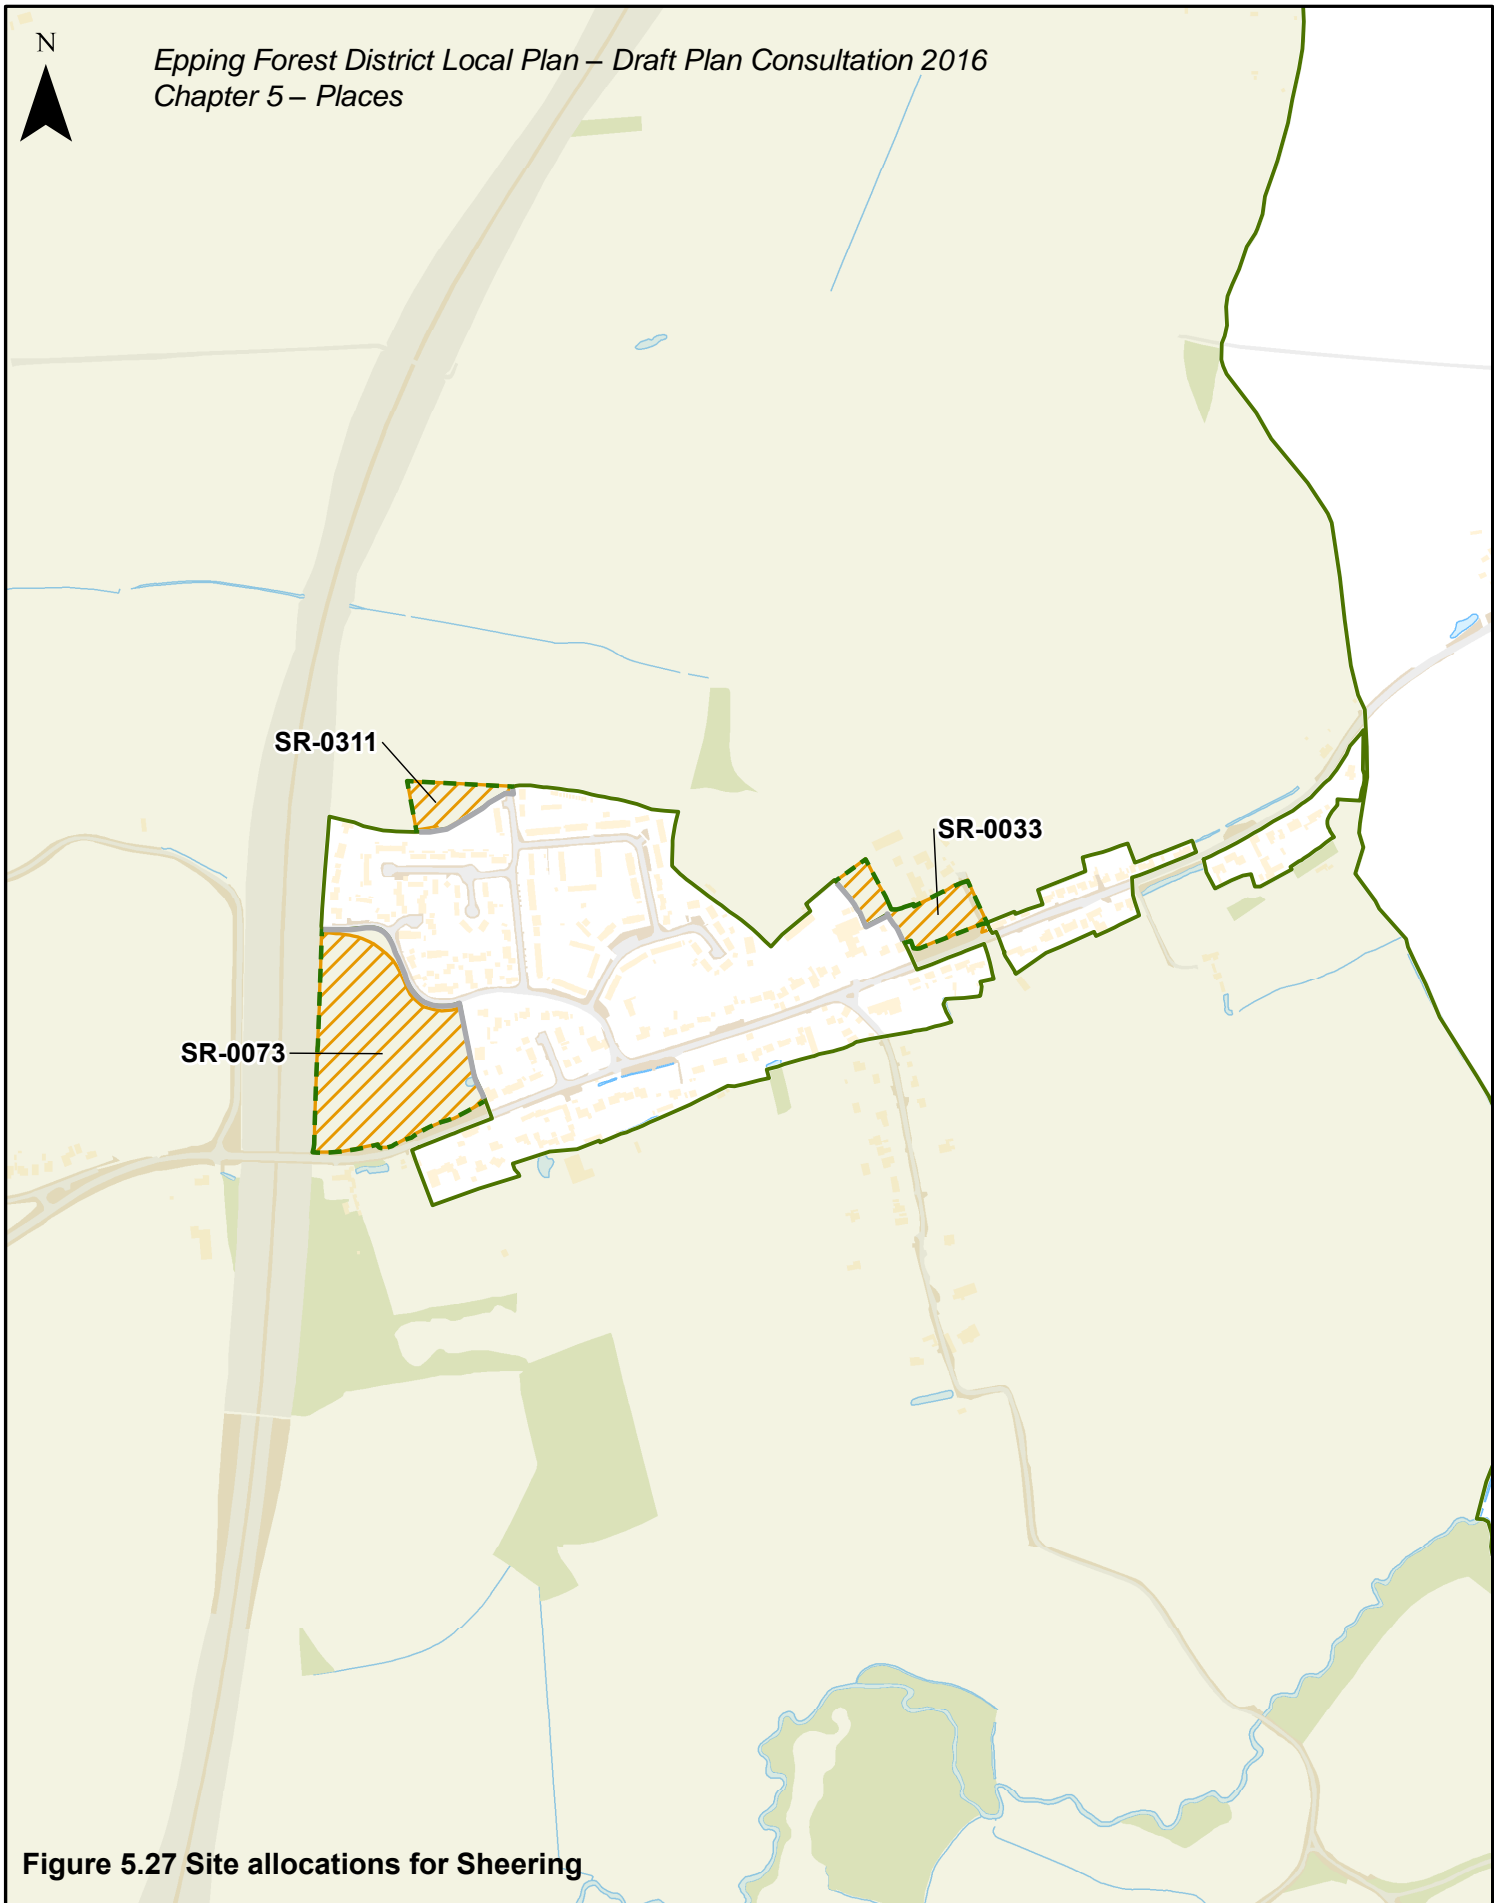 N
Epping Forest District Local Plan – Draft Plan Consultation 2016
Chapter 5 – Places
SR-0311
SR-0033
SR-0073
Figure 5.27 Site allocations for Sheering